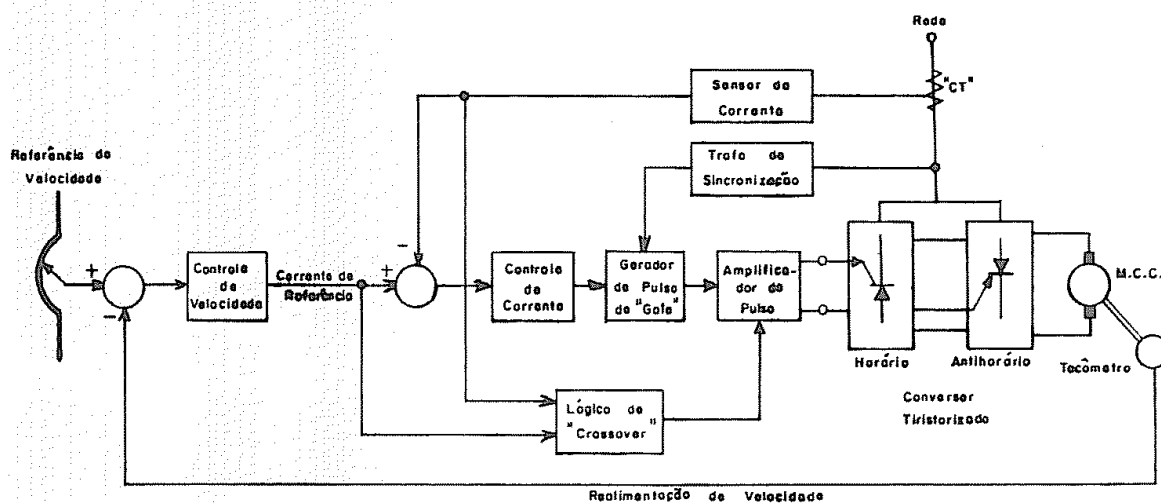 Rede
"CT"
Sensor de
Corrente
Referência de
Velocidade
Trafo de
Sincronização
+
-
Controle
de
Velocidade
Corrente de
Referência
+
-
Controle
de
Corrente
Gerador
de Pulso
de "Gate"
Amplifica-
dor de
Pulso
M.C.C.
Horário
Antihorário
Tacômetro
Conversor
Tiristorizado
Lógica de
"Crossover"
Realimentação de Velocidade